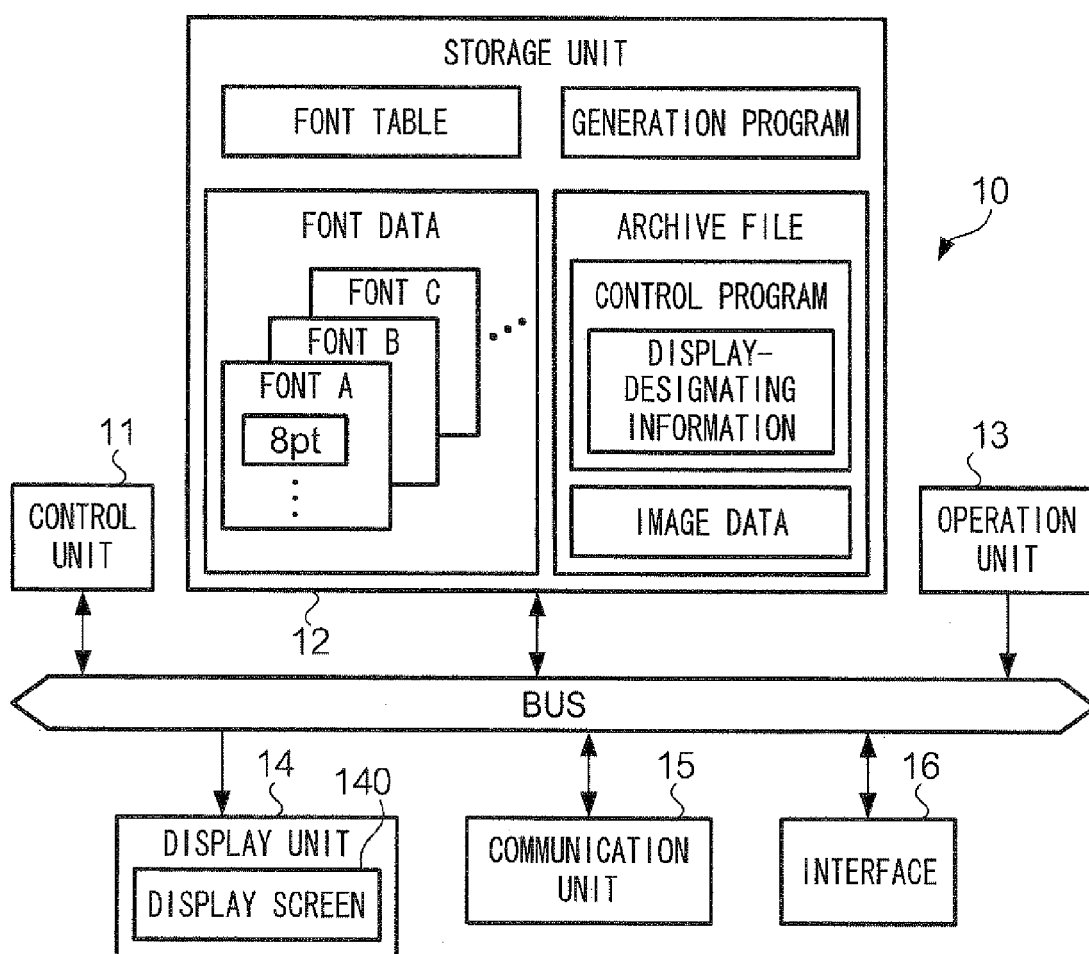 STORAGE UNIT
FONT TABLE
GENERATION PROGRAM
10
FONT DATA
ARCHIVE FILE
FONT C
CONTROL PROGRAM
FONT B
DISPLAY-
DESIGNATING
INFORMATION
FONT A
8pt
11
13
CONTROL
UNIT
IMAGE DATA
OPERATION
UNIT
12
BUS
14
140
15
16
DISPLAY UNIT
DISPLAY SCREEN
COMMUNICATION
UNIT
INTERFACE